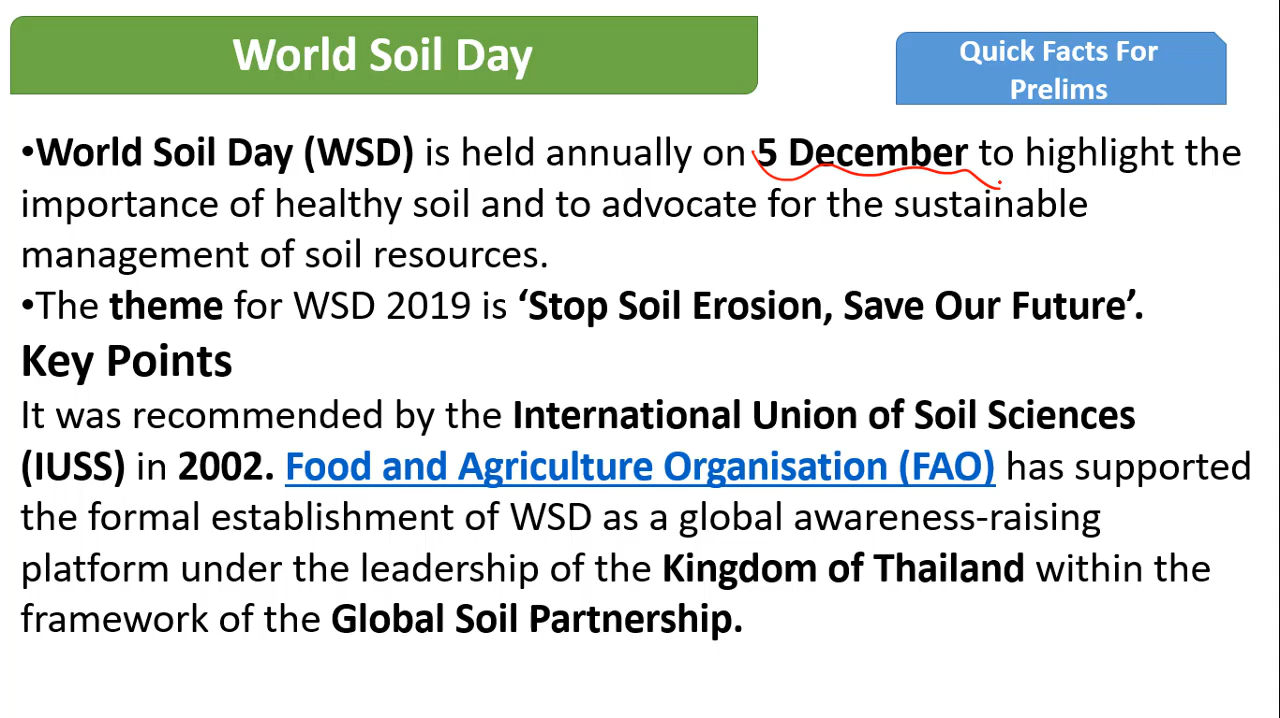 World Soil Day
Quick Facts For
Prelims
•World Soil Day (WSD) is held annually on 5 December to highlight the
importance of healthy soil and to advocate for the sustainable
management of soil resources.
•The theme for WSD 2019 is ‘Stop Soil Erosion, Save Our Future’.
Key Points
It was recommended by the International Union of Soil Sciences
(IUSS) in 2002. Food and Agriculture Organisation (FAO) has supported
the formal establishment of WSD as a global awareness-raising
platform under the leadership of the Kingdom of Thailand within the
framework of the Global Soil Partnership.